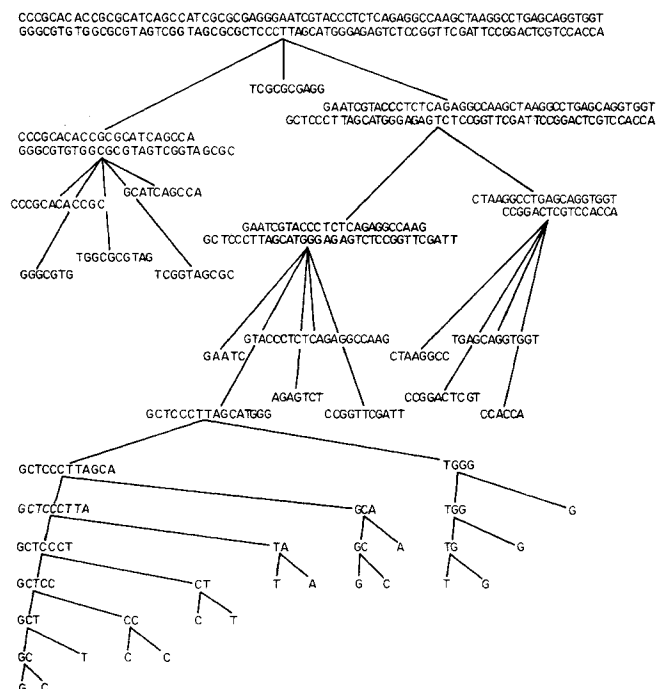 CCCGCACACCGCGCATCAGCCATCGCGCGAGGGAATCGTACCCTCTCAGAGGCCAAGCTAAGGCCTGAGCAGGTGGT
GGGCGTGTGGCGCGTAGTCGGTAGCGCGCTCCCTTAGCATGGGAGAGTCTCCGGTTCGATTCCGGACTCGTCCACCA
TCGCGCGAGG
GAATCGTACCCTCTCAGAGGCCAAGCTAAGGCCTGAGCAGGTGGT
GCTCCCTTAGCATGGGAGAGTCTCCGGTTCGATTCCGGACTCGTCCACCA
CCCGCACACCGCGCATCAGCCA
GGGCGTGTGGCGCGTAGTCGGTAGCGC
GCATCAGCCA
CCCGCACACCGC
CTAAGGCCTGAGCAGGTGGT
CCGGACTCGTCCACCA
GAATCGTACCCTCTCAGAGGCCAAG
GCTCCCTTAGCATGGGAGAGTCTCCGGTTCGATT
TGGCGCGTAG
GGGCGTG TCGGTAGCGC
GTACCCTCTCAGAGGCCAAG TGAGCAGGTGGT
GAATC CTAAGGCC
AGAGTCT CCGGACTCGT
GCTCCCTTAGCATGGG CCGGTTCGATT CCACCA
GCTCCCTTAGCA TGGG
GCTCCCTTA GCA TGG G
GCTCCCT TA GC A TG G
GCTCC CT T A G C T G
GCT CC C T
GC T C C
G C